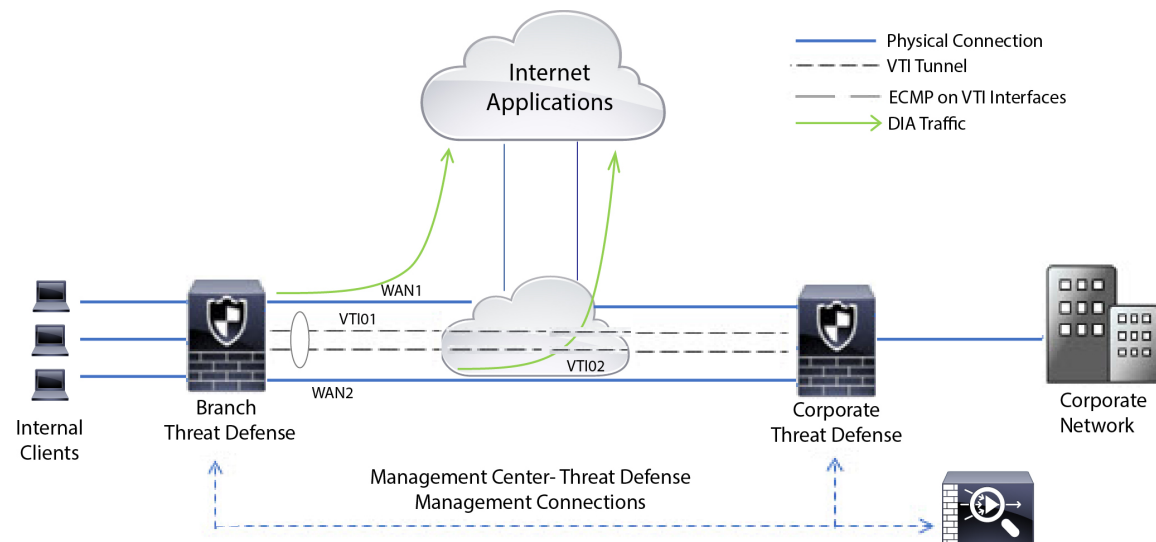 Internet
Applications
Physical Connection
VTI Tunnel
ECMP on VTI Interfaces
DIA Traffic
WAN1
VTI01
VTI02
WAN2
Internal
Clients
Branch
Threat Defense
Corporate
Threat Defense
Corporate
Network
Management Center- Threat Defense
Management Connections